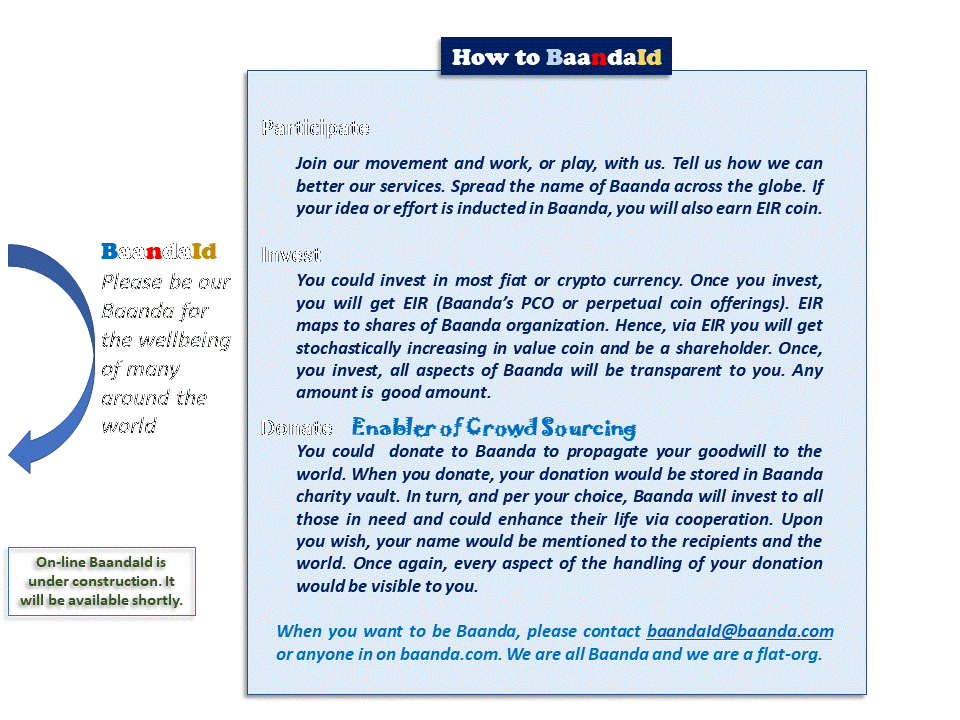 How to BaandaId
Participate
Join our movement and work, or play, with us. Tell us how we can
better our services. Spread the name of Baanda across the globe. If
your idea or effort is inducted in Baanda, you will also earn EIR coin.
Invest
You could invest in most fiat or crypto currency. Once you invest,
you will get EIR (Baanda's PCO or perpetual coin offerings). EIR
maps to shares of Baanda organization. Hence, via EIR you will get
stochastically increasing in value coin and be a shareholder. Once,
you invest, all aspects of Baanda will be transparent to you. Any
amount is good amount.
Donate Enabler of Crowd Sourcing
You could donate to Baanda to propagate your goodwill to the
world. When you donate, your donation would be stored in Baanda
charity vault. In turn, and per your choice, Baanda will invest to all
those in need and could enhance their life via cooperation. Upon
you wish, your name would be mentioned to the recipients and the
world. Once again, every aspect of the handling of your donation
would be visible to you.
When you want to be Baanda, please contact baandaId@baanda.com
or anyone in on baanda.com. We are all Baanda and we are a flat-org.
BaandaId
Please be our
Baanda for
the wellbeing
of many
around the
world
On-line BaandaId is
under construction. It
will be available shortly.